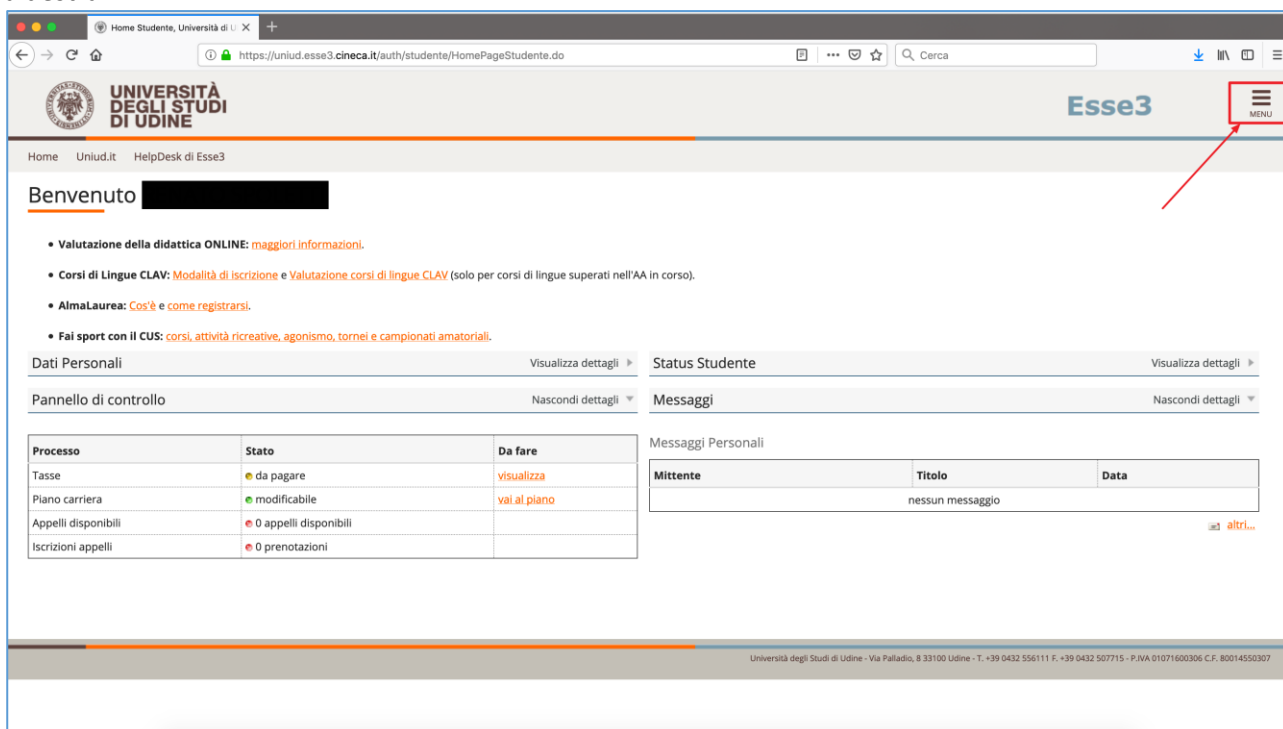 Home Studente, Università di U
https://uniud.esse3.cineca.it/auth/studente/HomePageStudente.do
Cerca
UNIVERSITÀ
DEGLI STUDI
DI UDINE
Esse3
MENU
Home Uniud.it HelpDesk di Esse3
Benvenuto
• Valutazione della didattica ONLINE: maggiori informazioni.
• Corsi di Lingue CLAV: Modalità di iscrizione e Valutazione corsi di lingue CLAV (solo per corsi di lingue superati nell'AA in corso).
• AlmaLaurea: Cos'è e come registrarsi.
• Fai sport con il CUS: corsi, attività ricreative, agonismo, tornei e campionati amatoriali.
Dati Personali Visualizza dettagli
Status Studente Visualizza dettagli
Pannello di controllo Nascondi dettagli
Messaggi Nascondi dettagli
Processo Stato Da fare
Tasse da pagare visualizza
Piano carriera modificabile vai al piano
Appelli disponibili 0 appelli disponibili
Iscrizioni appelli 0 prenotazioni
Messaggi Personali
Mittente Titolo Data
nessun messaggio
altri...
Università degli Studi di Udine - Via Palladio, 8 33100 Udine - T. +39 0432 556111 F. +39 0432 507715 - P.IVA 01071600306 C.F. 80014550307